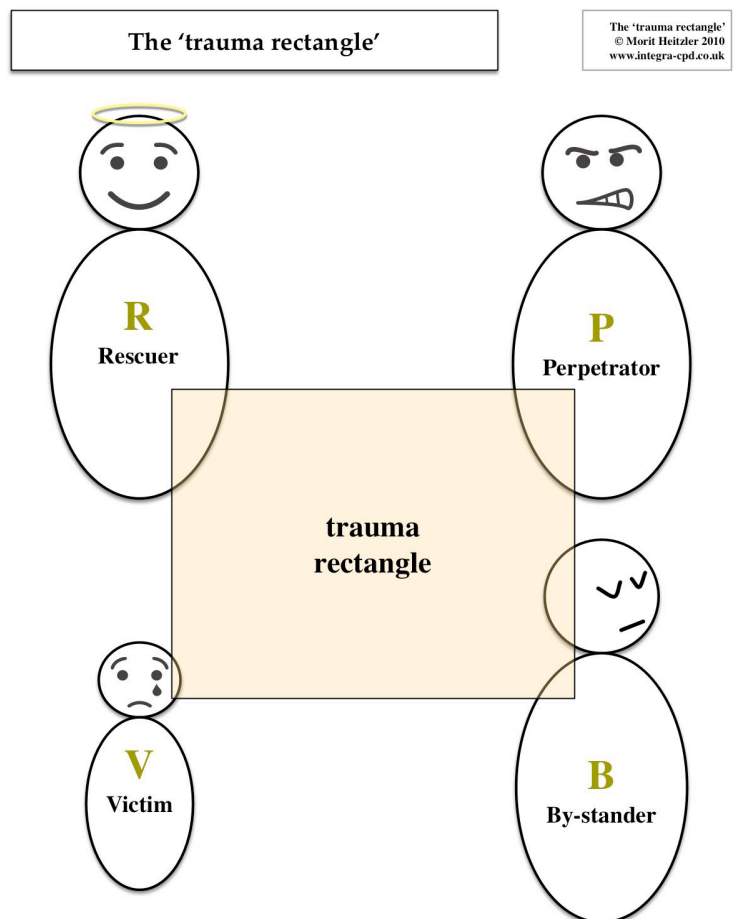 The ‘trauma rectangle’
The ‘trauma rectangle’
© Morit Heitzler 2010
www.integra-cpd.co.uk
R
Rescuer
P
Perpetrator
trauma
rectangle
V
Victim
B
By-stander